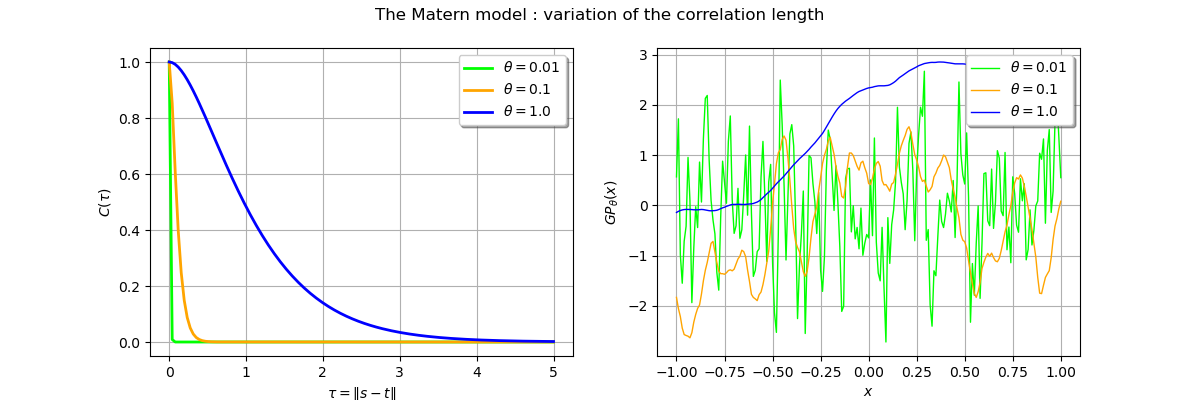 The Matern model : variation of the correlation length
1.0
0.8
0.6
0.4
0.2
0.0
C(τ)
0
1
2
3
4
5
τ = ‖s − t‖
θ = 0.01
θ = 0.1
θ = 1.0
3
2
1
0
−1
−2
GP_θ(x)
−1.00
−0.75
−0.50
−0.25
0.00
0.25
0.50
0.75
1.00
x
θ = 0.01
θ = 0.1
θ = 1.0